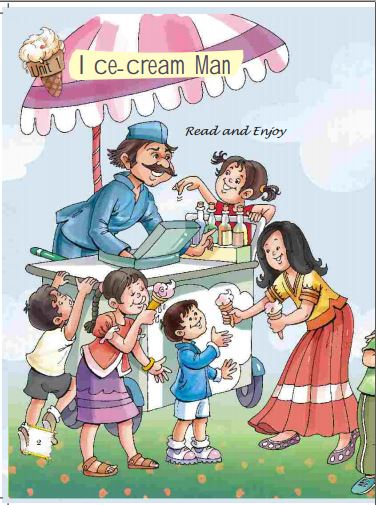 Unit 1
I ce-cream Man
Read and Enjoy
2